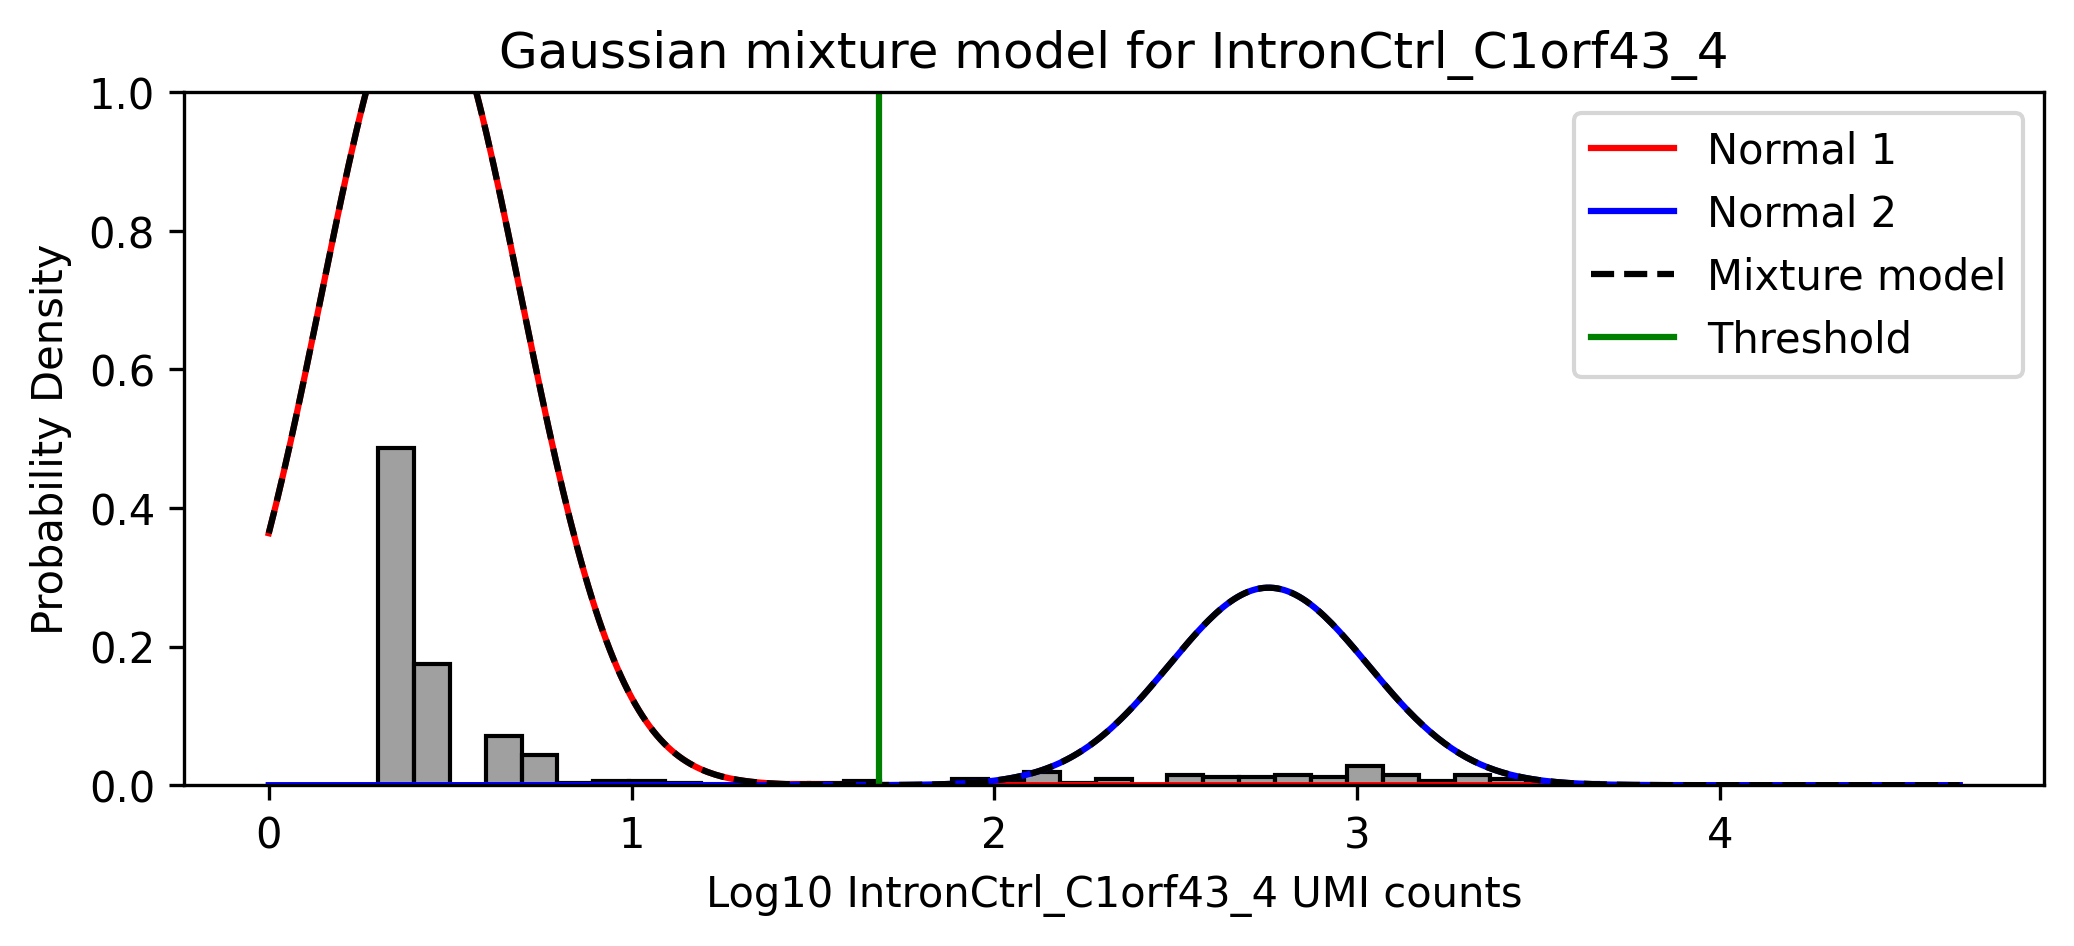 Gaussian mixture model for IntronCtrl_C1orf43_4
1.0
0.8
0.6
0.4
0.2
0.0
Probability Density
Normal 1
Normal 2
Mixture model
Threshold
0 1 2 3 4
Log10 IntronCtrl_C1orf43_4 UMI counts